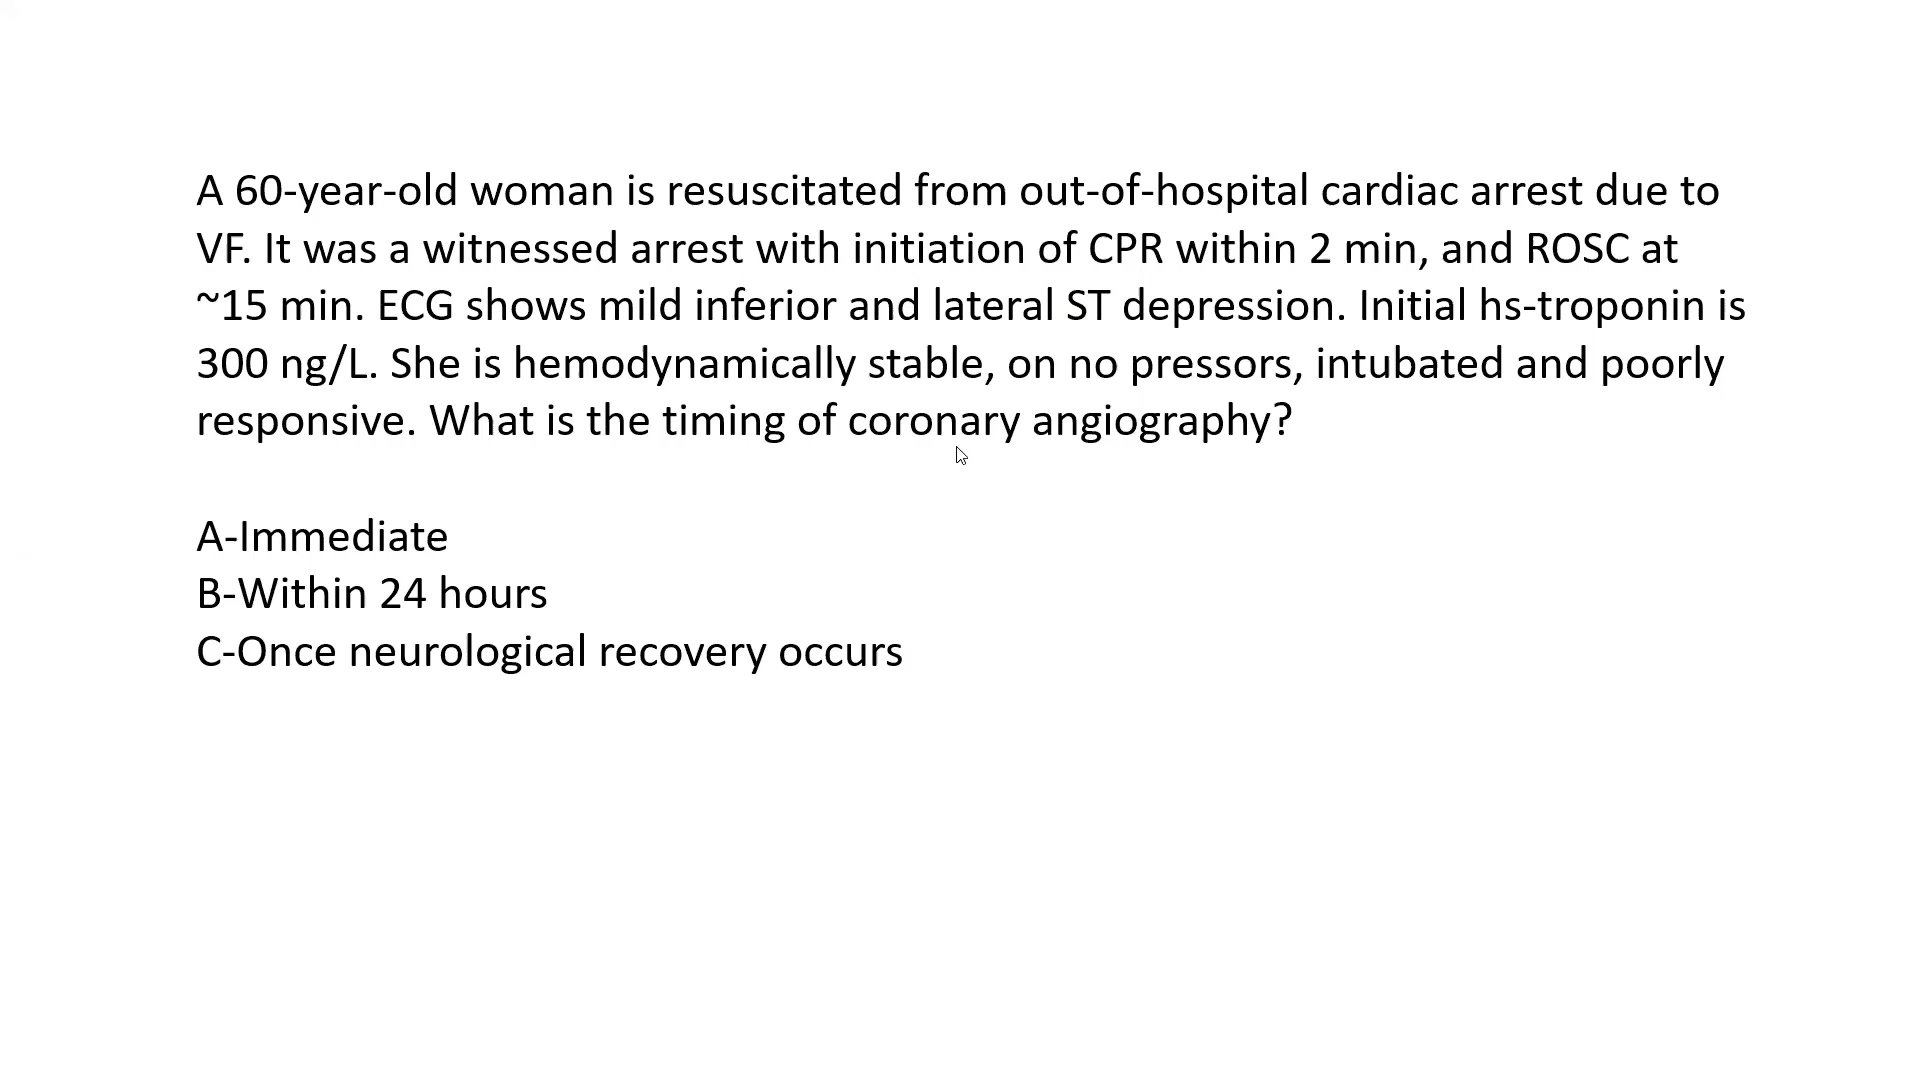 A 60-year-old woman is resuscitated from out-of-hospital cardiac arrest due to
VF. It was a witnessed arrest with initiation of CPR within 2 min, and ROSC at
~15 min. ECG shows mild inferior and lateral ST depression. Initial hs-troponin is
300 ng/L. She is hemodynamically stable, on no pressors, intubated and poorly
responsive. What is the timing of coronary angiography?
A-Immediate
B-Within 24 hours
C-Once neurological recovery occurs